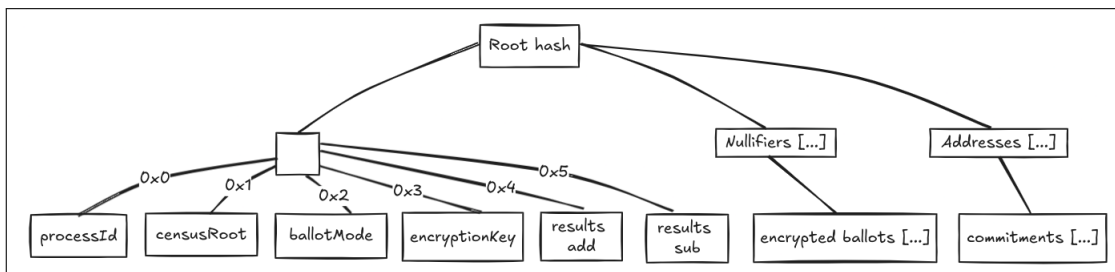 Root hash
Nullifiers [...]
Addresses [...]
0x0
0x1
0x2
0x3
0x4
0x5
processId
censusRoot
ballotMode
encryptionKey
results
add
results
sub
encrypted ballots [...]
commitments [...]